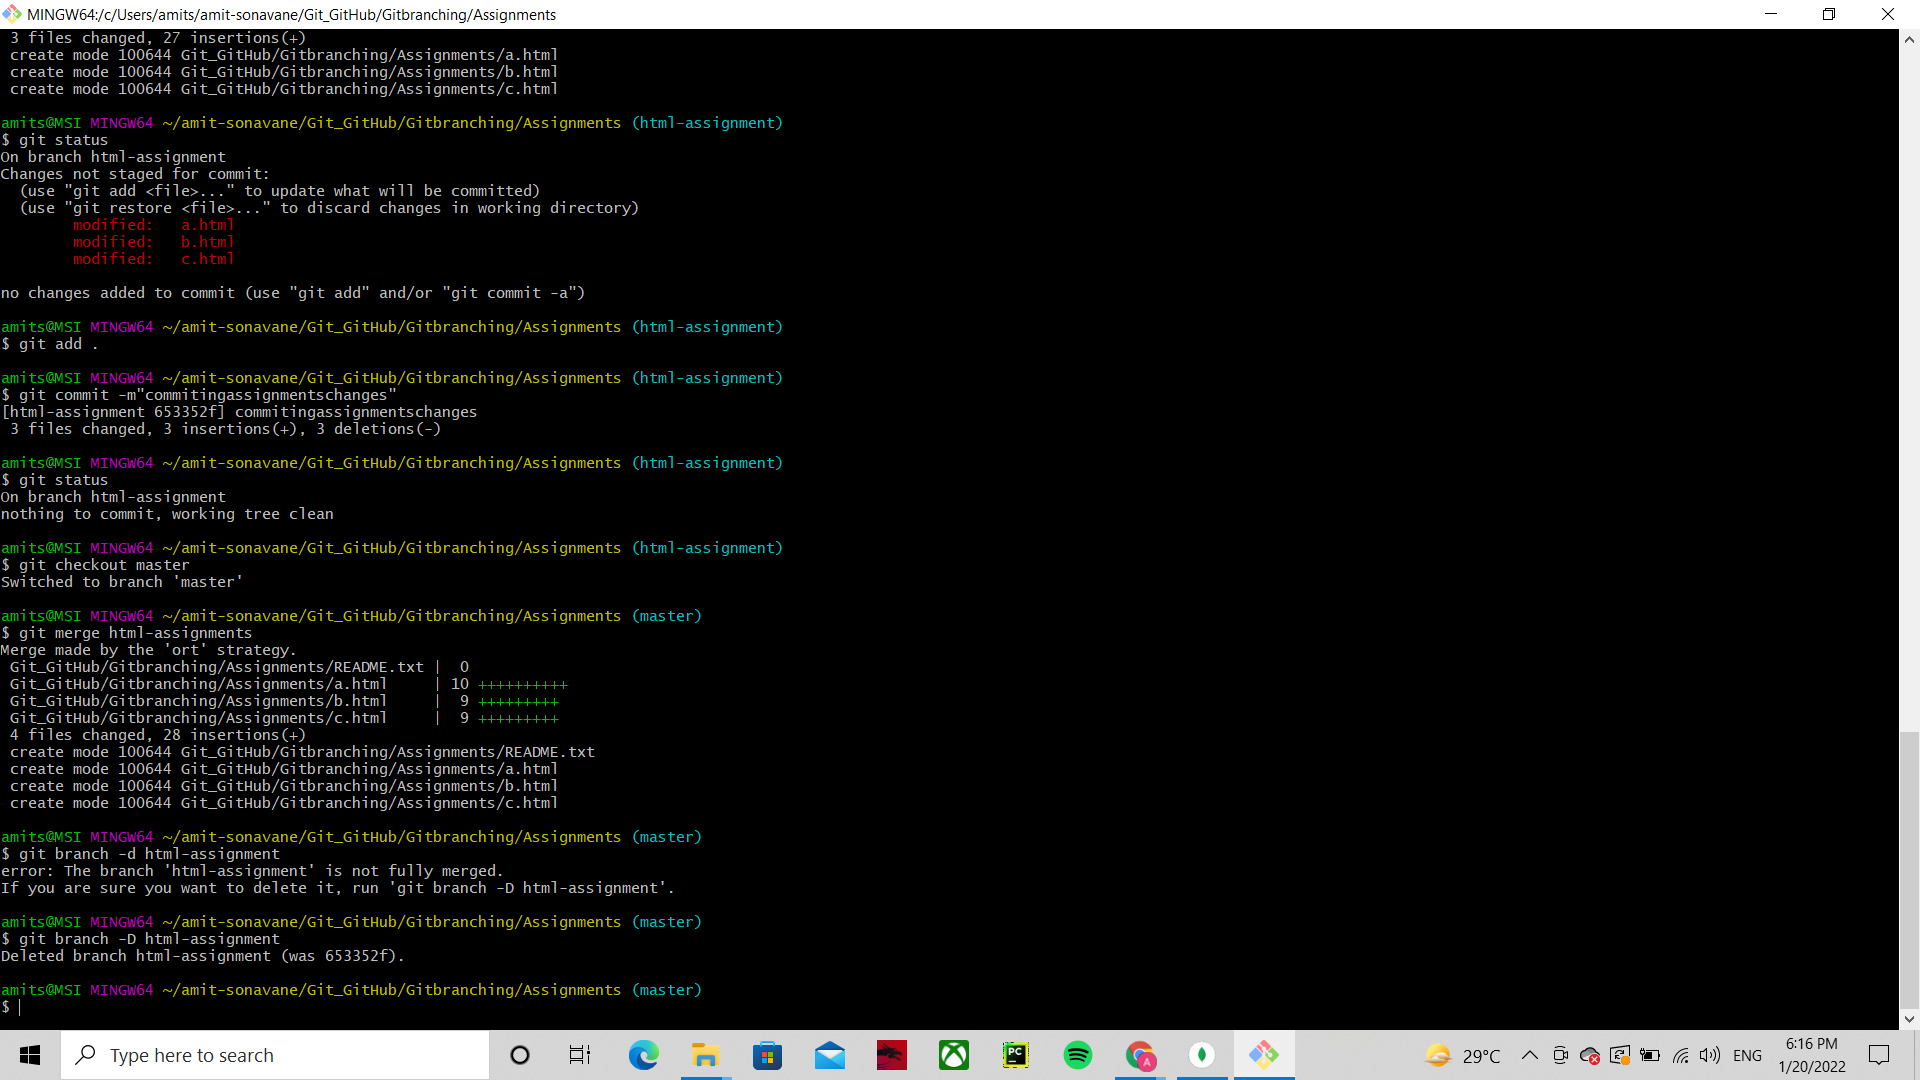 MINGW64:/c/Users/amits/amit-sonavane/Git_GitHub/Gitbranching/Assignments
3 files changed, 27 insertions(+)
create mode 100644 Git_GitHub/Gitbranching/Assignments/a.html
create mode 100644 Git_GitHub/Gitbranching/Assignments/b.html
create mode 100644 Git_GitHub/Gitbranching/Assignments/c.html
amits@MSI MINGW64 ~/amit-sonavane/Git_GitHub/Gitbranching/Assignments (html-assignment)
$ git status
On branch html-assignment
Changes not staged for commit:
(use "git add <file>..." to update what will be committed)
(use "git restore <file>..." to discard changes in working directory)
modified:   a.html
modified:   b.html
modified:   c.html
no changes added to commit (use "git add" and/or "git commit -a")
amits@MSI MINGW64 ~/amit-sonavane/Git_GitHub/Gitbranching/Assignments (html-assignment)
$ git add .
amits@MSI MINGW64 ~/amit-sonavane/Git_GitHub/Gitbranching/Assignments (html-assignment)
$ git commit -m"commitingassignmentschanges"
[html-assignment 653352f] commitingassignmentschanges
3 files changed, 3 insertions(+), 3 deletions(-)
amits@MSI MINGW64 ~/amit-sonavane/Git_GitHub/Gitbranching/Assignments (html-assignment)
$ git status
On branch html-assignment
nothing to commit, working tree clean
amits@MSI MINGW64 ~/amit-sonavane/Git_GitHub/Gitbranching/Assignments (html-assignment)
$ git checkout master
Switched to branch 'master'
amits@MSI MINGW64 ~/amit-sonavane/Git_GitHub/Gitbranching/Assignments (master)
$ git merge html-assignments
Merge made by the 'ort' strategy.
Git_GitHub/Gitbranching/Assignments/README.txt |  0
Git_GitHub/Gitbranching/Assignments/a.html     | 10 ++++++++++
Git_GitHub/Gitbranching/Assignments/b.html     |  9 +++++++++
Git_GitHub/Gitbranching/Assignments/c.html     |  9 +++++++++
4 files changed, 28 insertions(+)
create mode 100644 Git_GitHub/Gitbranching/Assignments/README.txt
create mode 100644 Git_GitHub/Gitbranching/Assignments/a.html
create mode 100644 Git_GitHub/Gitbranching/Assignments/b.html
create mode 100644 Git_GitHub/Gitbranching/Assignments/c.html
amits@MSI MINGW64 ~/amit-sonavane/Git_GitHub/Gitbranching/Assignments (master)
$ git branch -d html-assignment
error: The branch 'html-assignment' is not fully merged.
If you are sure you want to delete it, run 'git branch -D html-assignment'.
amits@MSI MINGW64 ~/amit-sonavane/Git_GitHub/Gitbranching/Assignments (master)
$ git branch -D html-assignment
Deleted branch html-assignment (was 653352f).
amits@MSI MINGW64 ~/amit-sonavane/Git_GitHub/Gitbranching/Assignments (master)
$
Type here to search
PC
A
29°C
ENG
6:16 PM
1/20/2022